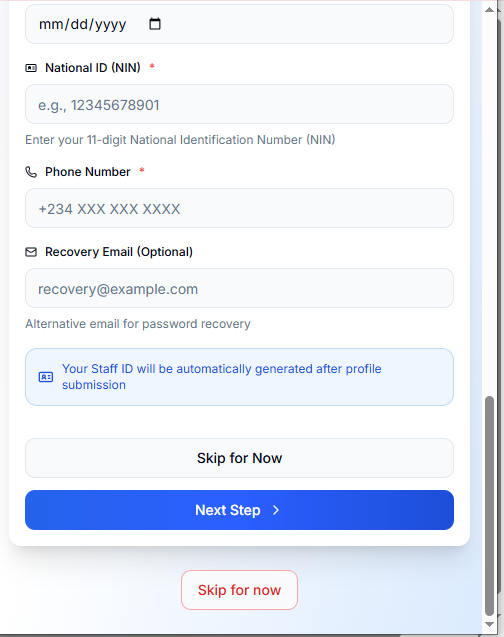 mm/dd/yyyy
National ID (NIN) *
e.g., 12345678901
Enter your 11-digit National Identification Number (NIN)
Phone Number *
+234 XXX XXX XXXX
Recovery Email (Optional)
recovery@example.com
Alternative email for password recovery
Your Staff ID will be automatically generated after profile
submission
Skip for Now
Next Step
Skip for now